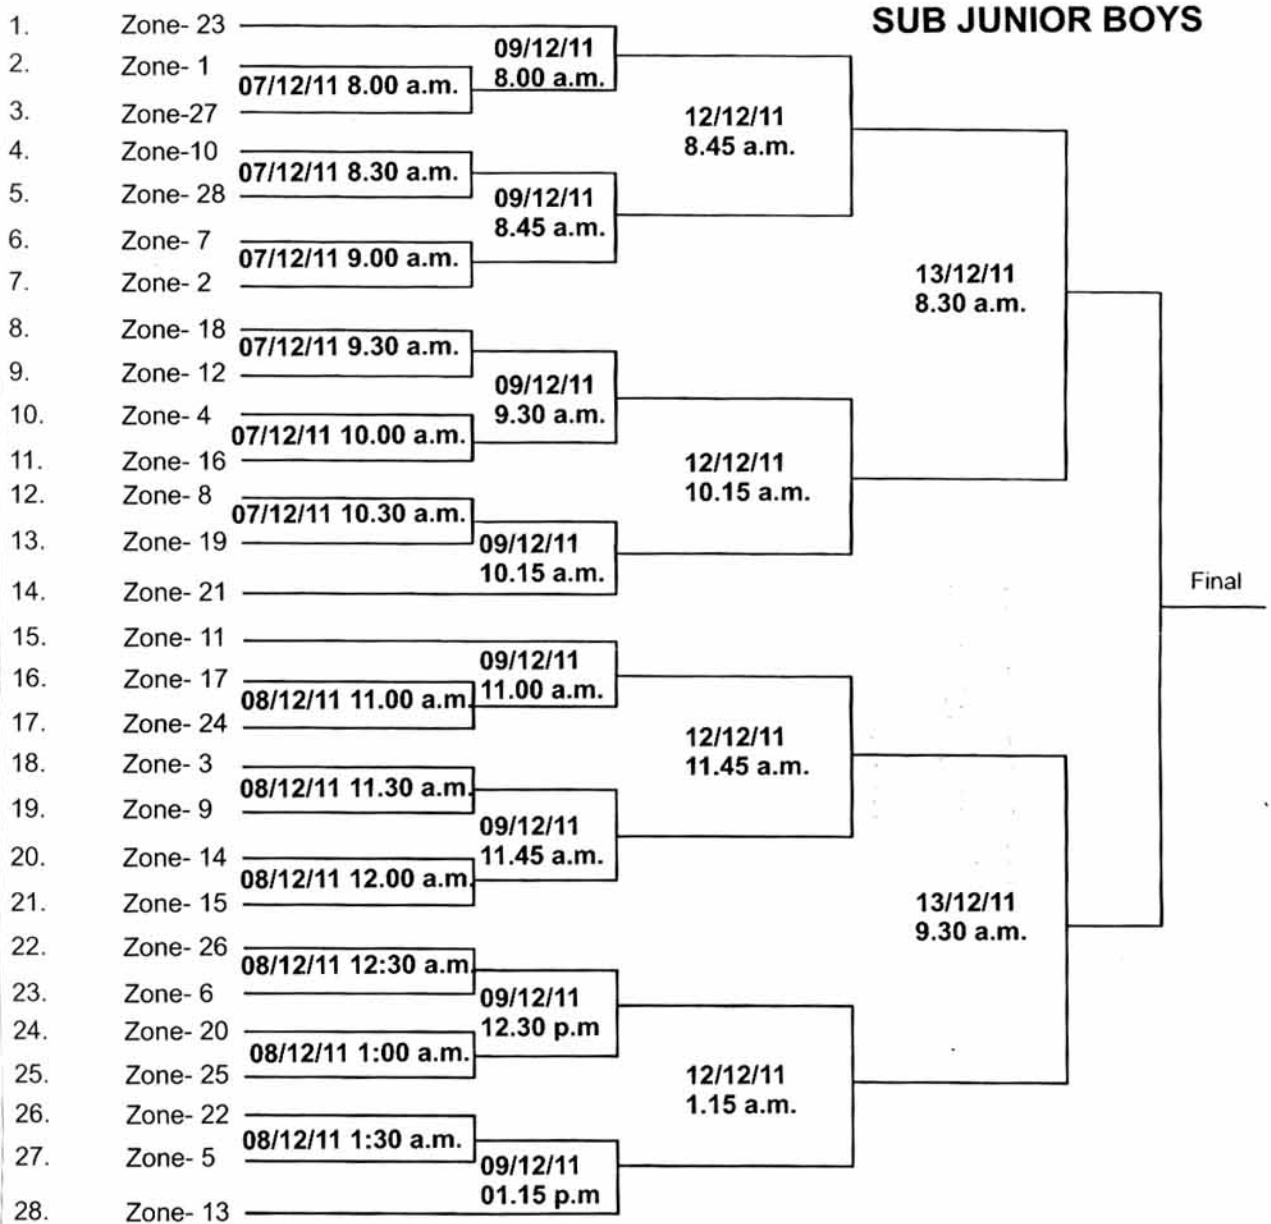 SUB JUNIOR BOYS
1. Zone- 23
2. Zone- 1
3. Zone-27
4. Zone-10
5. Zone- 28
6. Zone- 7
7. Zone- 2
8. Zone- 18
9. Zone- 12
10. Zone- 4
11. Zone- 16
12. Zone- 8
13. Zone- 19
14. Zone- 21
15. Zone- 11
16. Zone- 17
17. Zone- 24
18. Zone- 3
19. Zone- 9
20. Zone- 14
21. Zone- 15
22. Zone- 26
23. Zone- 6
24. Zone- 20
25. Zone- 25
26. Zone- 22
27. Zone- 5
28. Zone- 13
07/12/11 8.00 a.m.
07/12/11 8.30 a.m.
07/12/11 9.00 a.m.
07/12/11 9.30 a.m.
07/12/11 10.00 a.m.
07/12/11 10.30 a.m.
08/12/11 11.00 a.m.
08/12/11 11.30 a.m.
08/12/11 12.00 a.m.
08/12/11 12:30 a.m.
08/12/11 1:00 a.m.
08/12/11 1:30 a.m.
09/12/11
8.00 a.m.
09/12/11
8.45 a.m.
09/12/11
9.30 a.m.
09/12/11
10.15 a.m.
09/12/11
11.00 a.m.
09/12/11
11.45 a.m.
09/12/11
12.30 p.m
09/12/11
01.15 p.m
12/12/11
8.45 a.m.
12/12/11
10.15 a.m.
12/12/11
11.45 a.m.
12/12/11
1.15 a.m.
13/12/11
8.30 a.m.
13/12/11
9.30 a.m.
Final